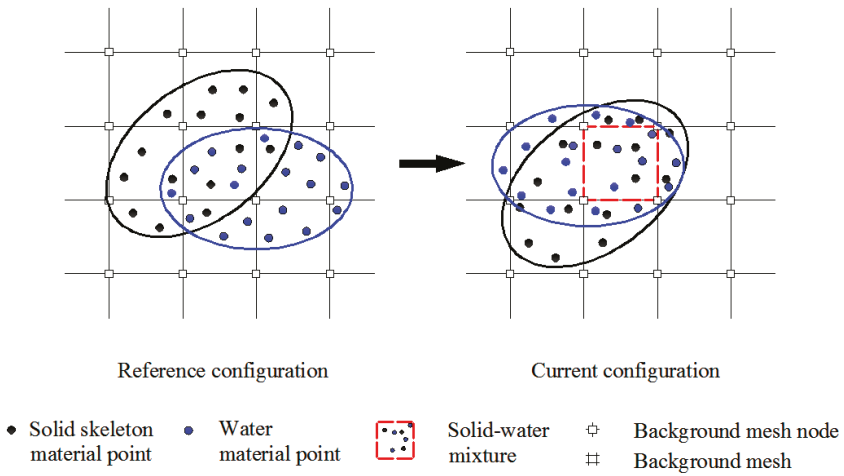 Reference configuration
Current configuration
Solid skeleton
material point
Water
material point
Solid-water
mixture
Background mesh node
Background mesh